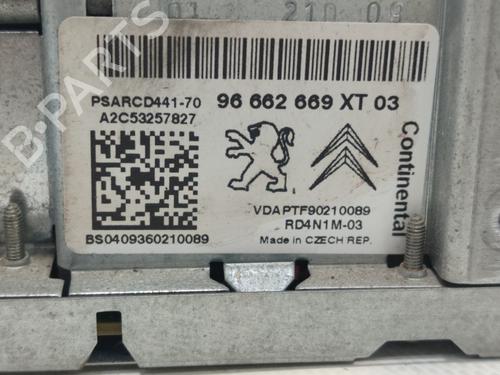 PSARCD441-70 96 662 669 XT 03
A2C53257827
Continental
VDAPTF90210089
RD4N1M-03
BS0409360210089 Made in CZECH REP.
B-PARTS